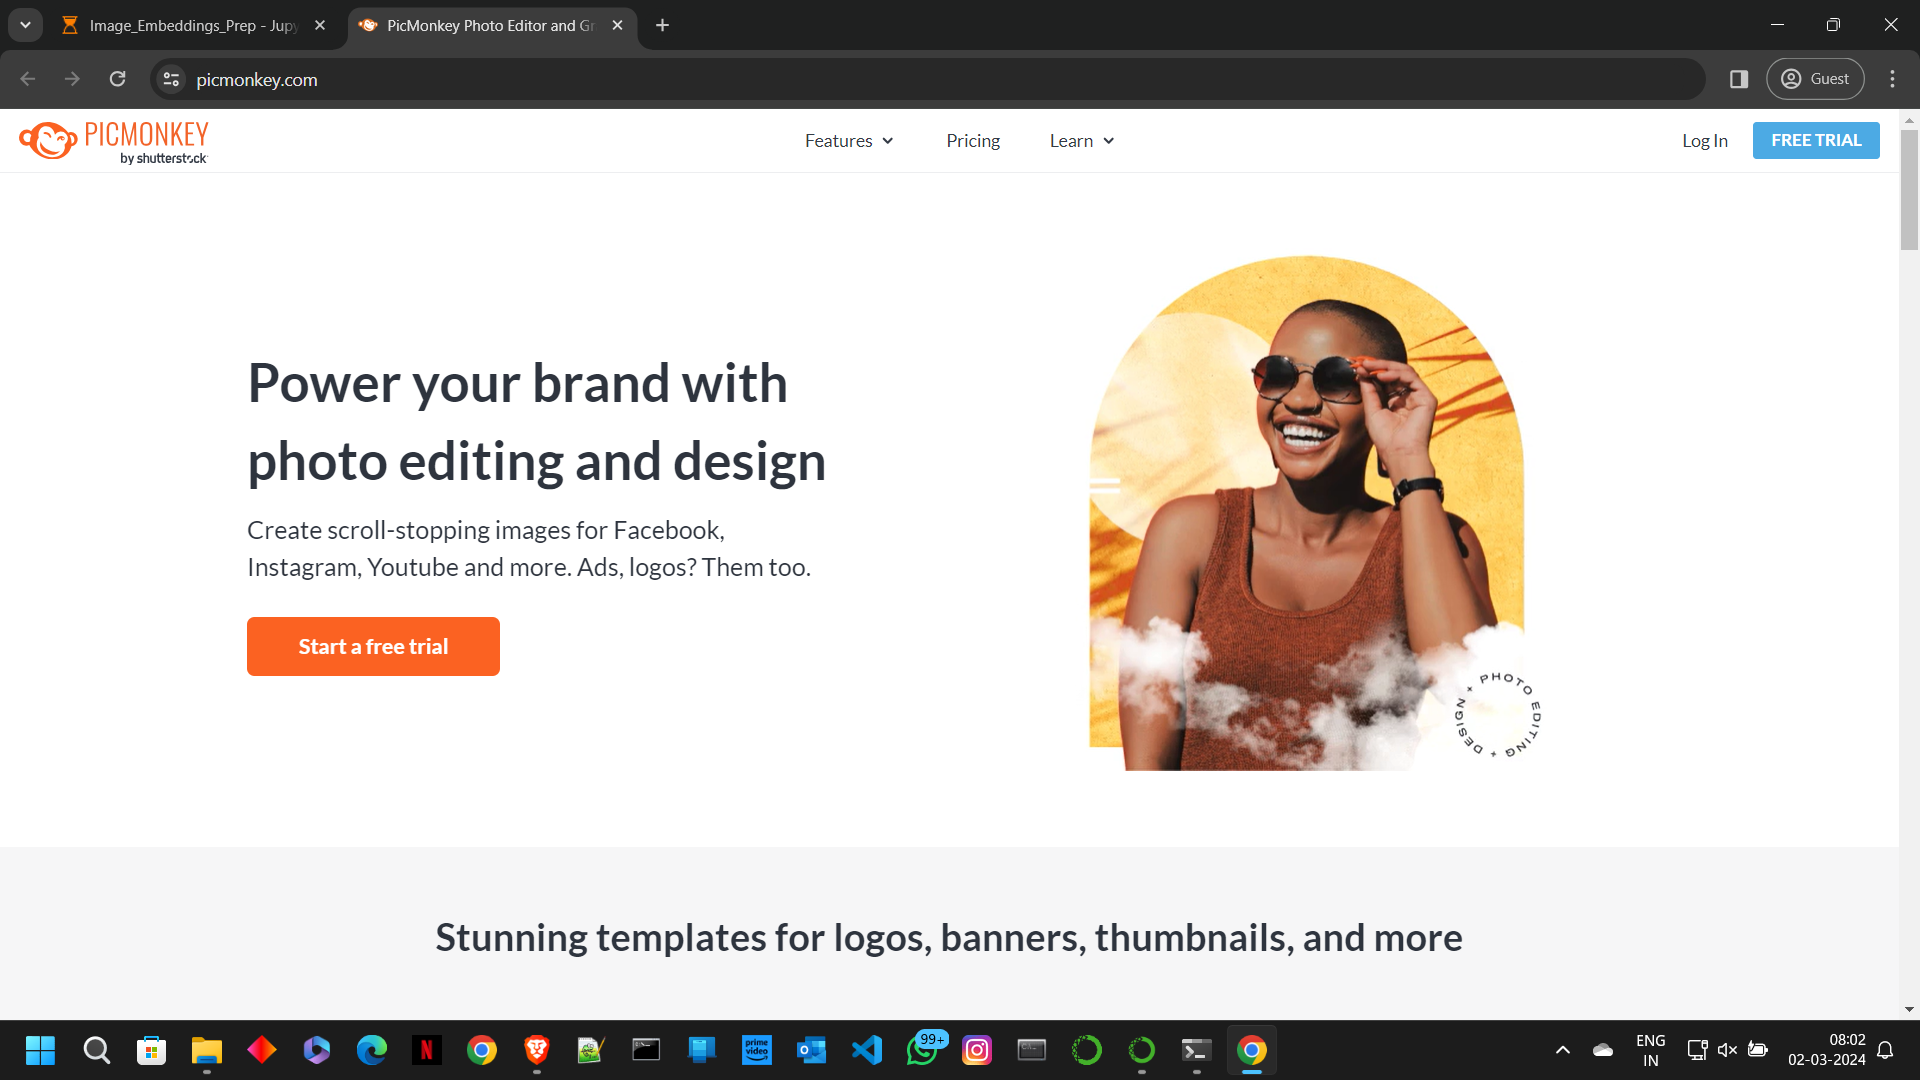 Image_Embeddings_Prep - Jupy
PicMonkey Photo Editor and Gr
picmonkey.com
Guest
PICMONKEY
by shutterstock
Features
Pricing
Learn
Log In
FREE TRIAL
Power your brand with
photo editing and design
Create scroll-stopping images for Facebook,
Instagram, Youtube and more. Ads, logos? Them too.
Start a free trial
PHOTO EDITING + DESIGN +
Stunning templates for logos, banners, thumbnails, and more
N
prime
video
99+
ENG
IN
08:02
02-03-2024